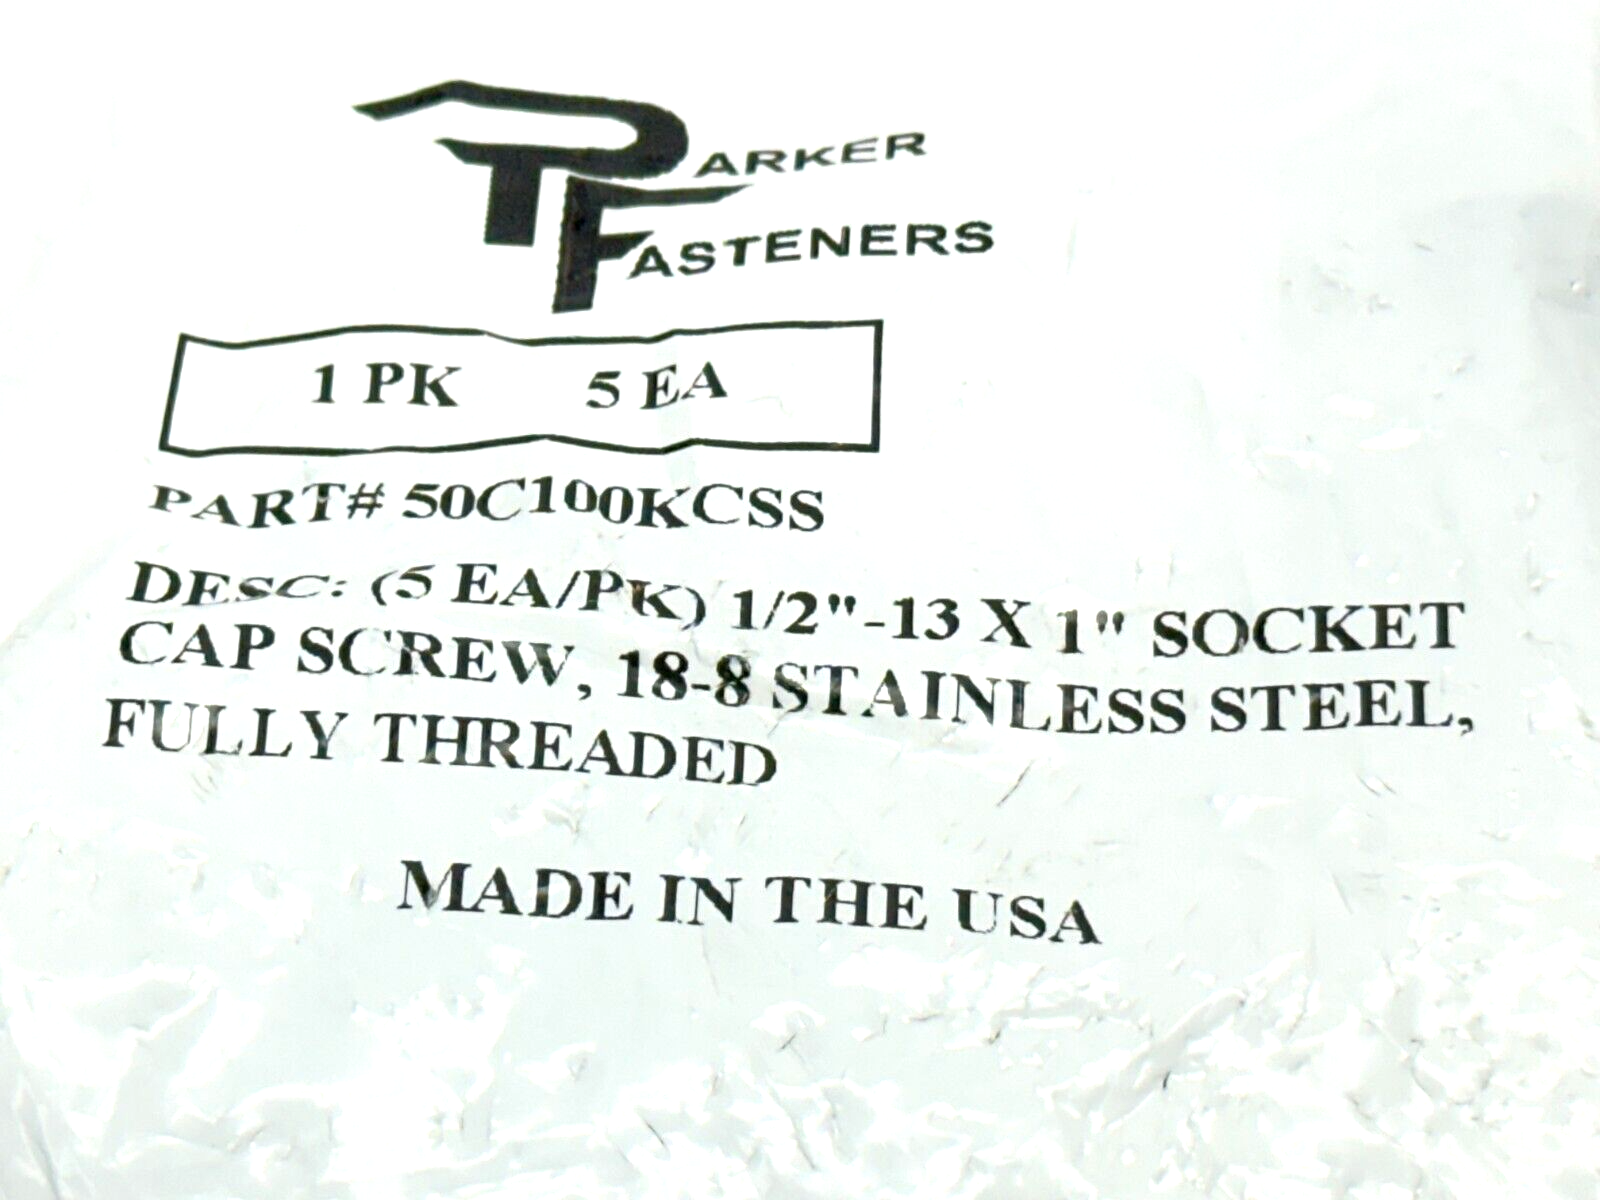 PARKER
FASTENERS
1 PK 5 EA
PART# 50C100KCSS
DESC: (5 EA/PK) 1/2"-13 X 1" SOCKET
CAP SCREW, 18-8 STAINLESS STEEL,
FULLY THREADED
MADE IN THE USA